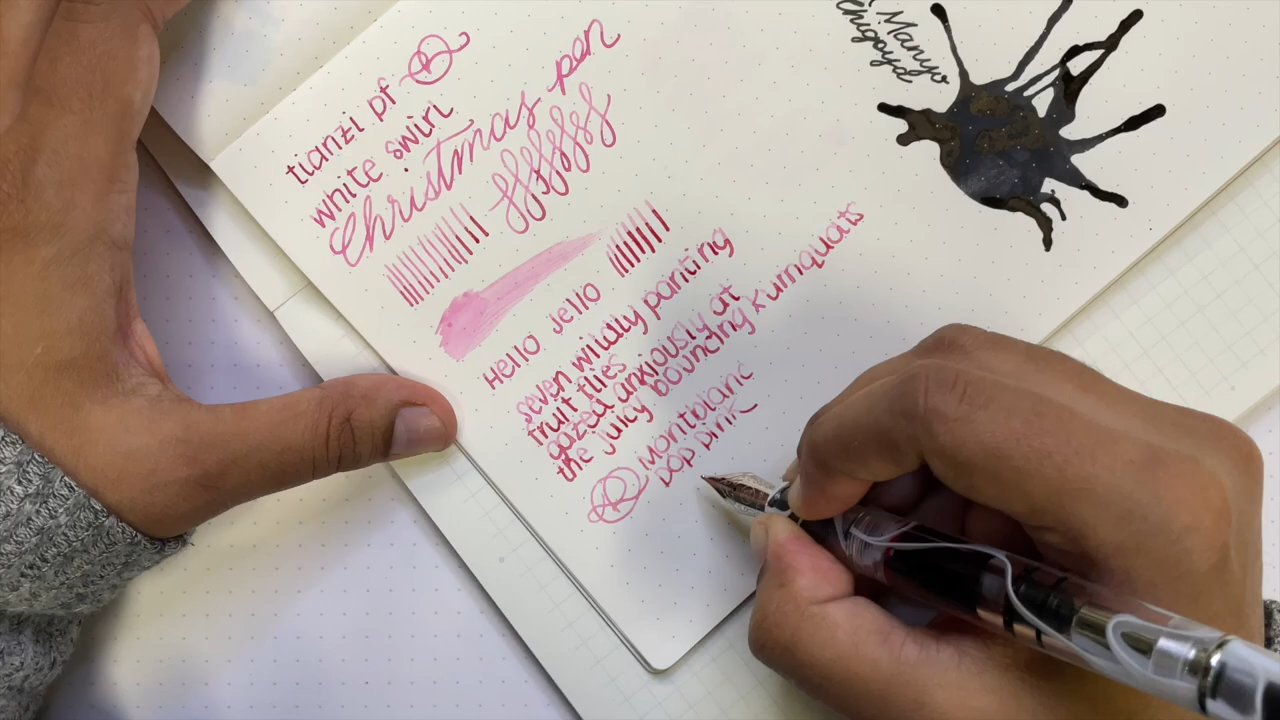 tianzi pf
white swirl
Christmas pen
Hello Jello
seven wildly panting
fruit flies
gazed anxiously at
the juicy bouncing kumquats
Montblanc
pop pink
Manyo